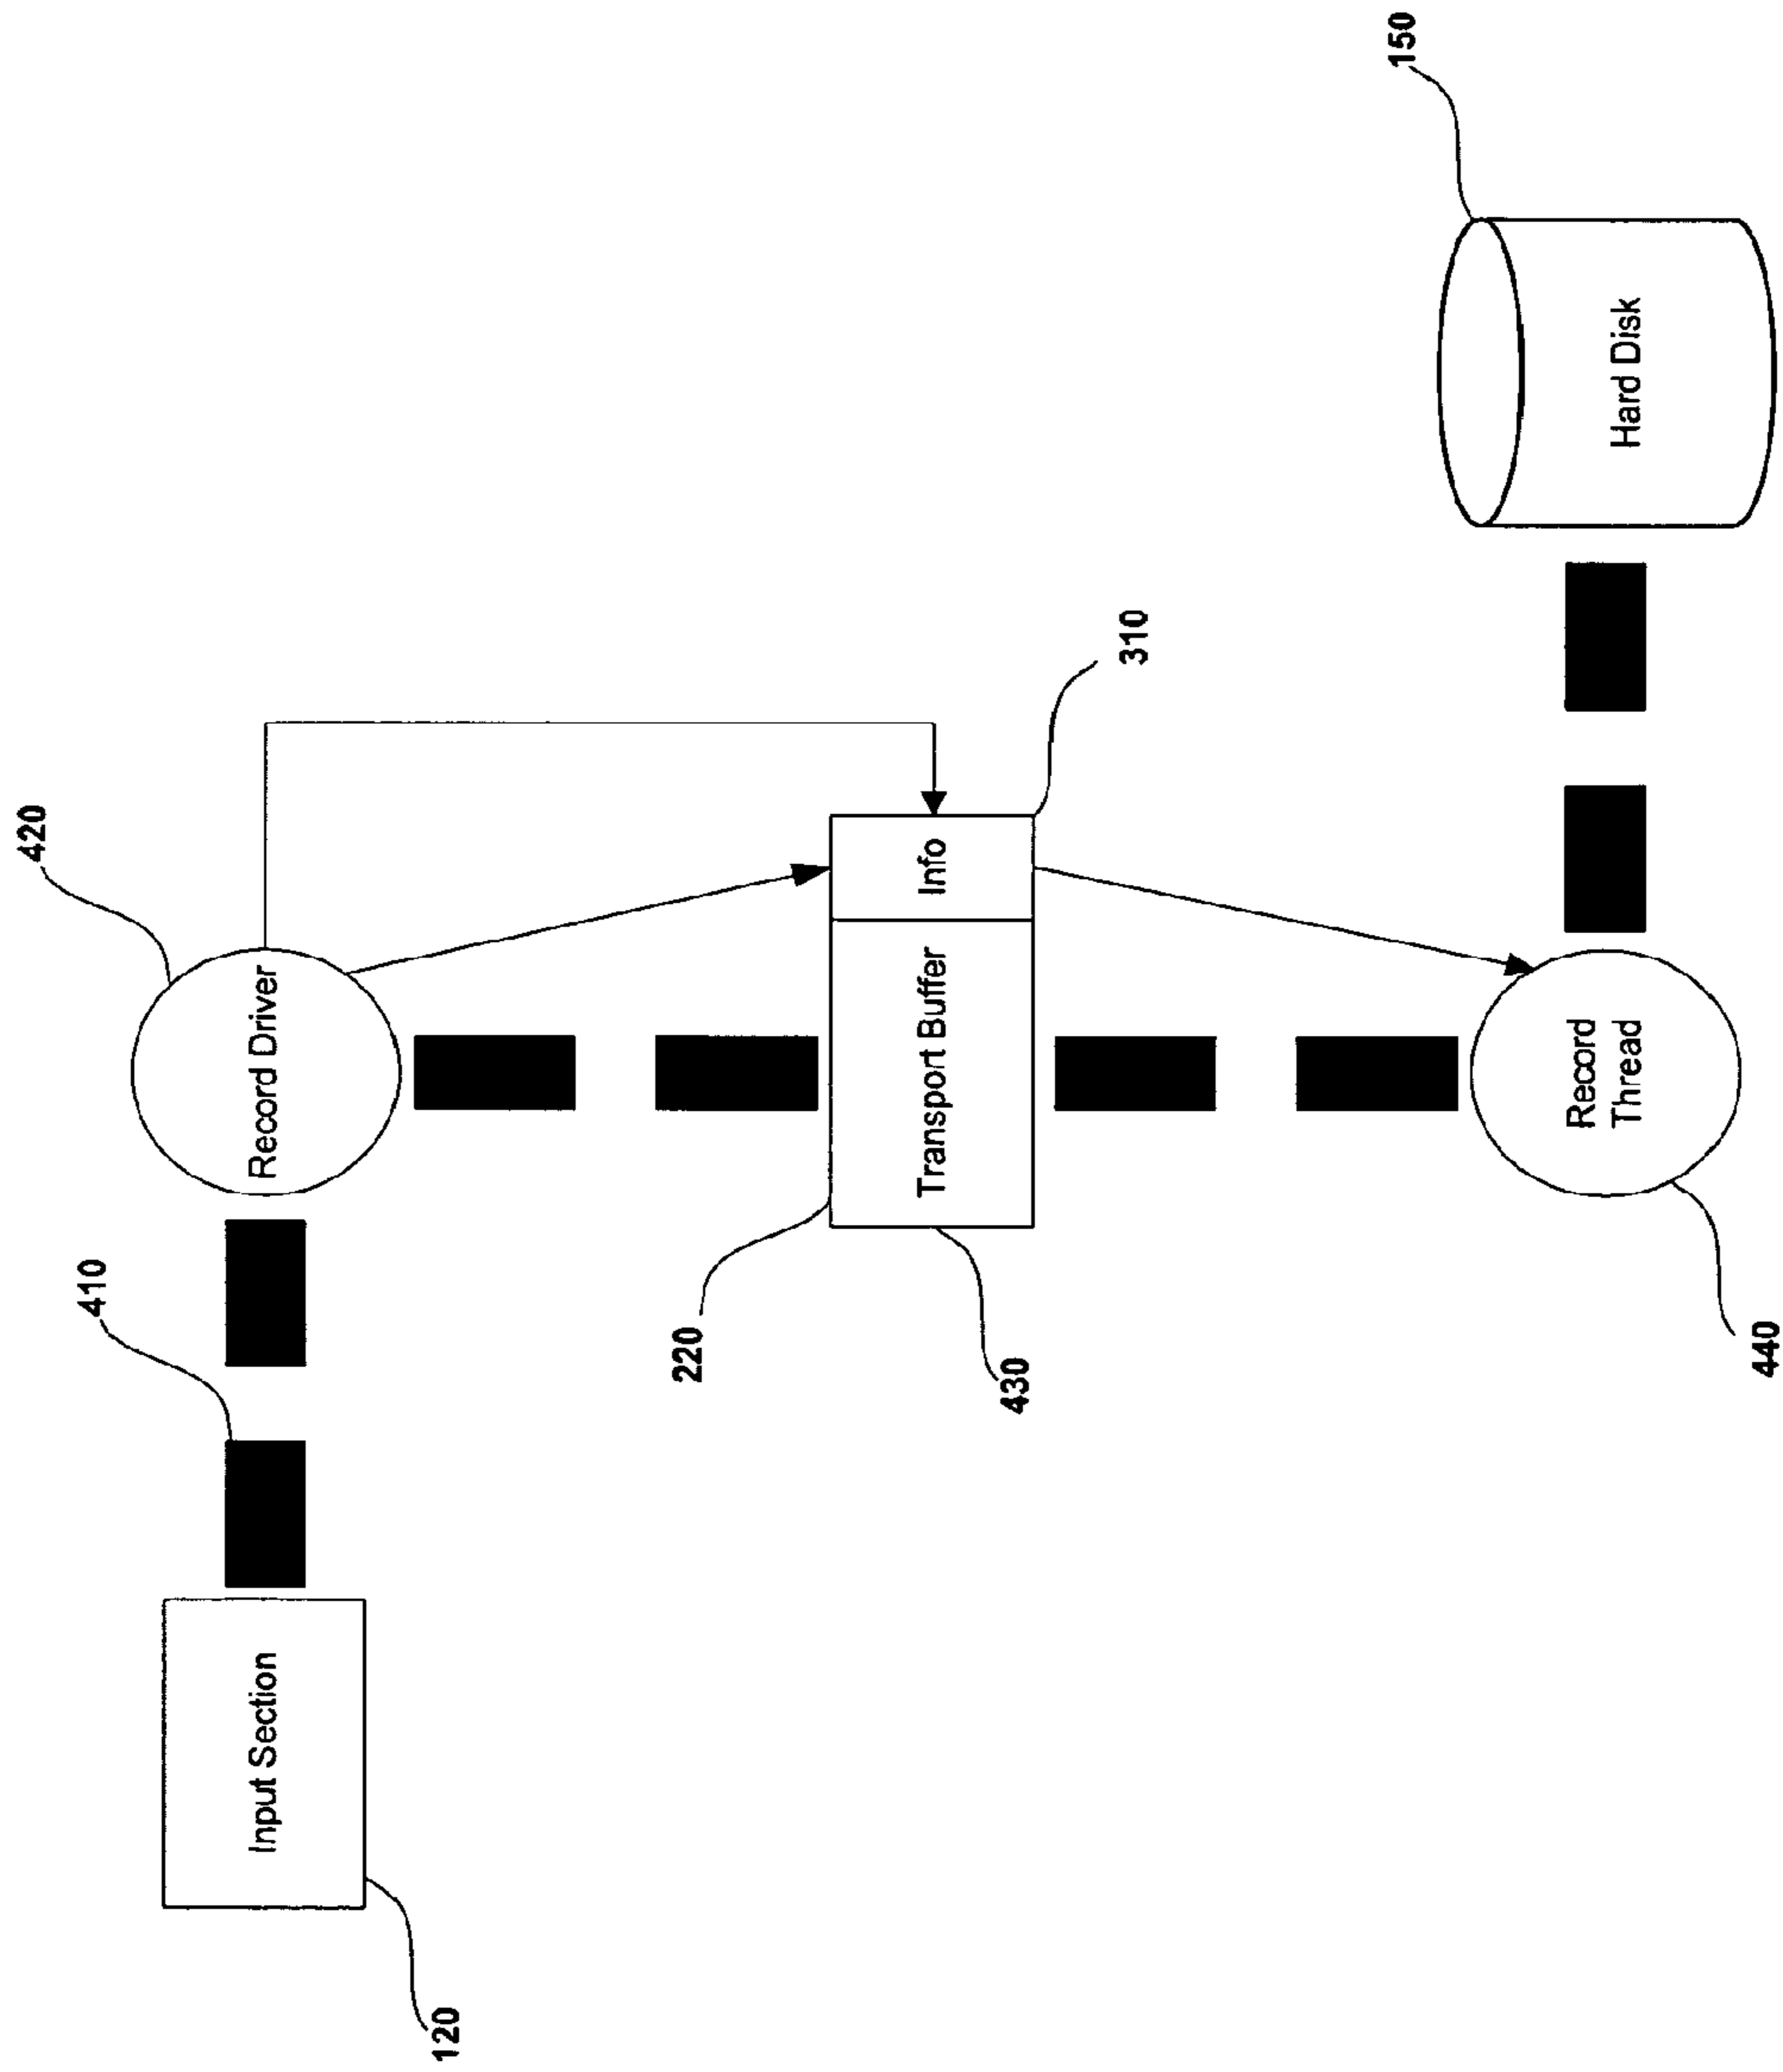 420
410
Input Section
Record Driver
120
220
430
Transport Buffer
Info
310
440
Record
Thread
Hard Disk
150